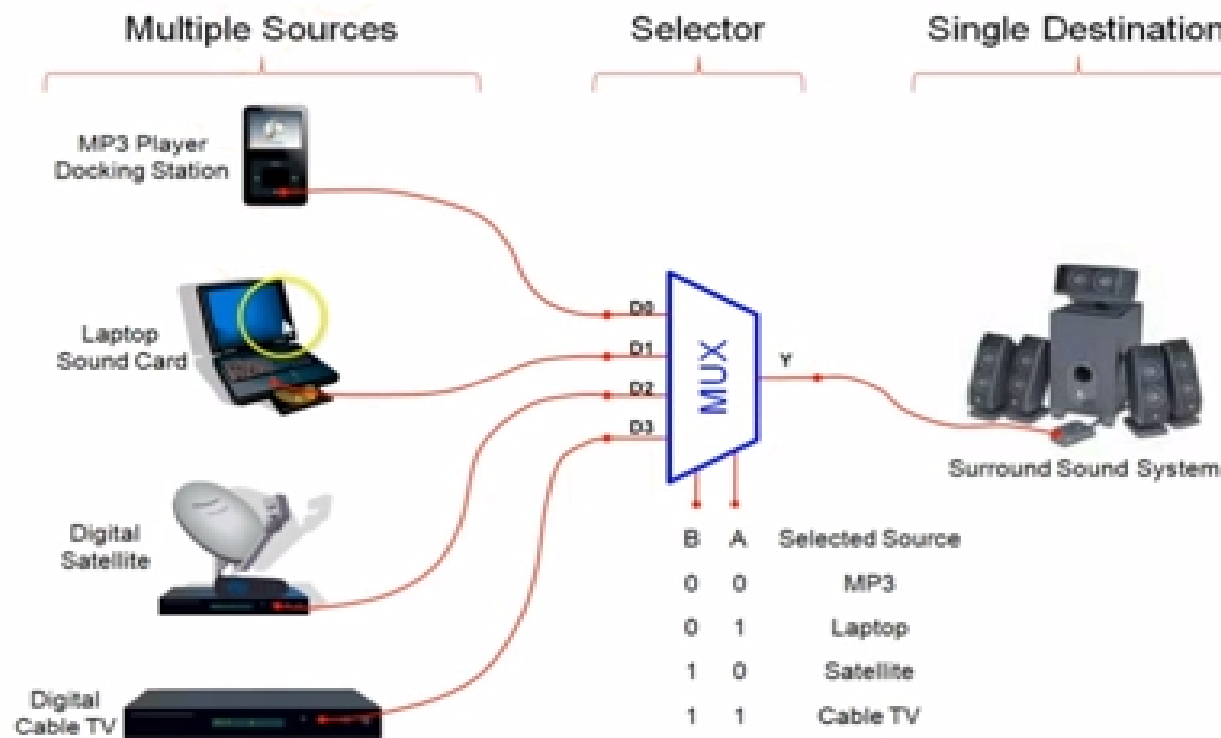 Multiple Sources
Selector
Single Destination
MP3 Player
Docking Station
Laptop
Sound Card
Digital
Satellite
Digital
Cable TV
D0
D1
D2
D3
MUX
Y
Surround Sound System
B A Selected Source
0 0 MP3
0 1 Laptop
1 0 Satellite
1 1 Cable TV